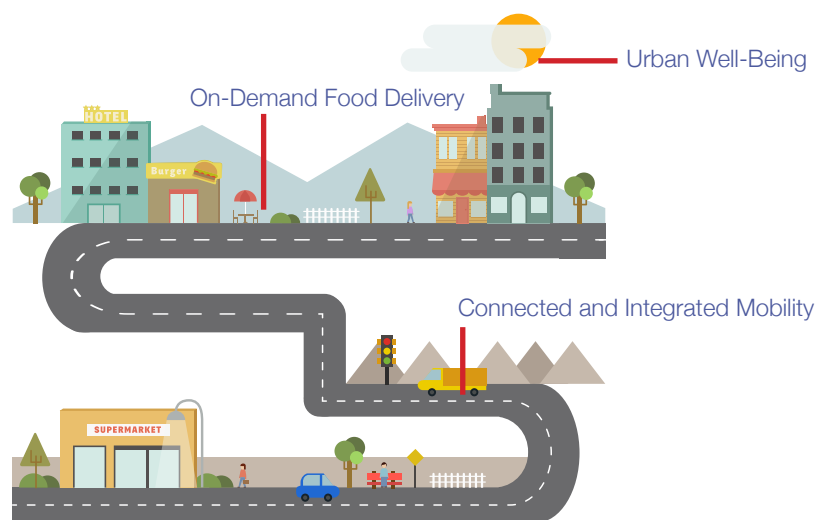 Urban Well-Being
On-Demand Food Delivery
HOTEL
Burger
Connected and Integrated Mobility
SUPERMARKET